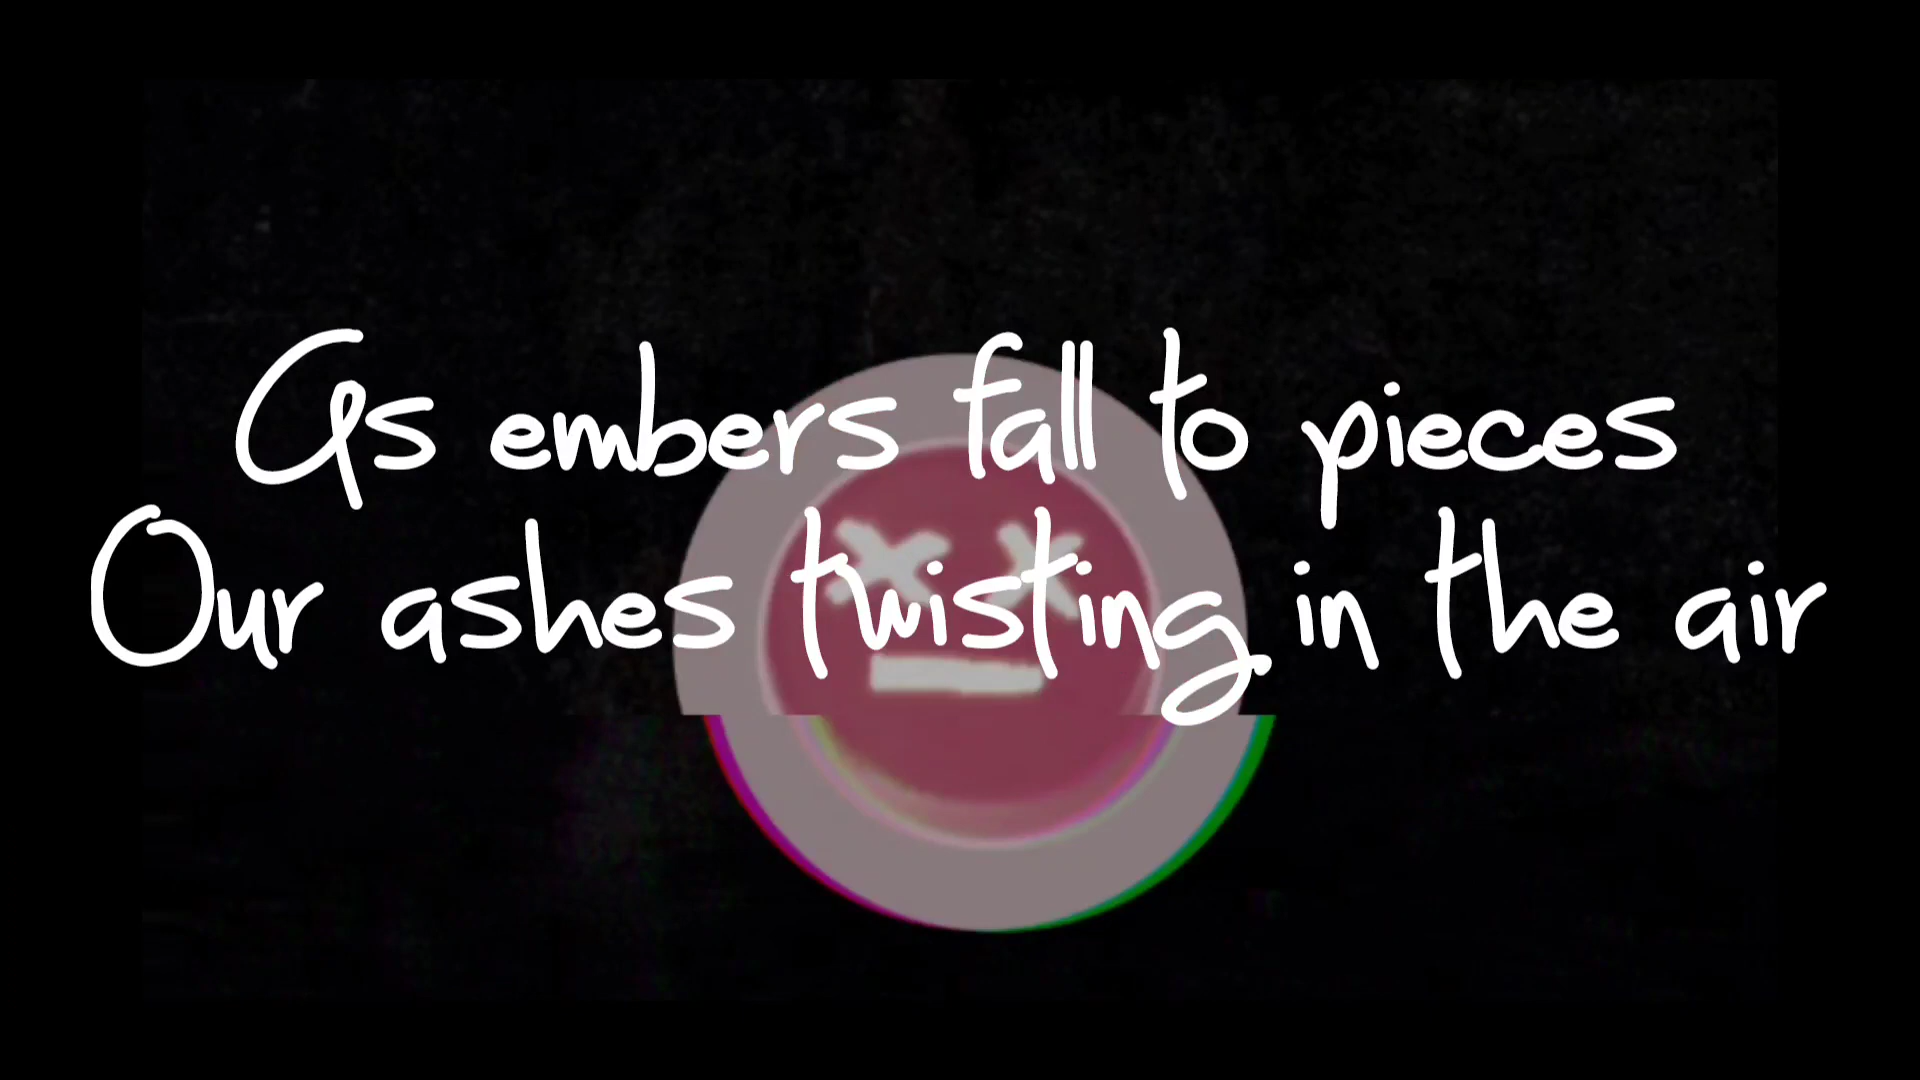 As embers fall to pieces
Our ashes twisting in the air